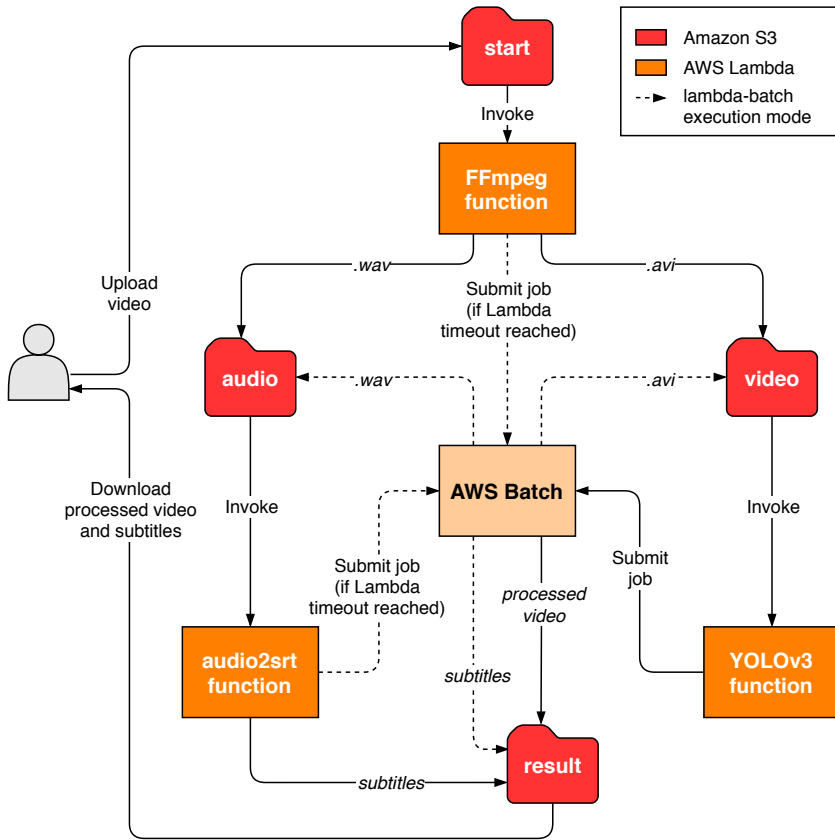 start
Amazon S3
AWS Lambda
lambda-batch
execution mode
Invoke
FFmpeg
function
.wav
.avi
Upload
video
Submit job
(if Lambda
timeout reached)
audio
.wav
.avi
video
Download
processed video
and subtitles
Invoke
AWS Batch
Invoke
Submit job
(if Lambda
timeout reached)
processed
video
Submit
job
audio2srt
function
subtitles
YOLOv3
function
subtitles
result